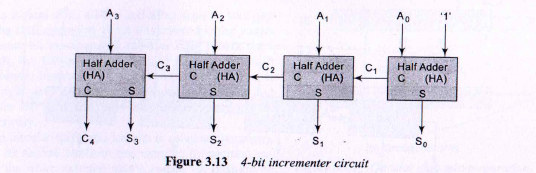 A3 A2 A1 A0 '1'
Half Adder (HA) C S
C3
Half Adder C (HA) S
C2
Half Adder C (HA) S
C1
Half Adder C (HA) S
C4 S3 S2 S1 S0
Figure 3.13 4-bit incrementer circuit